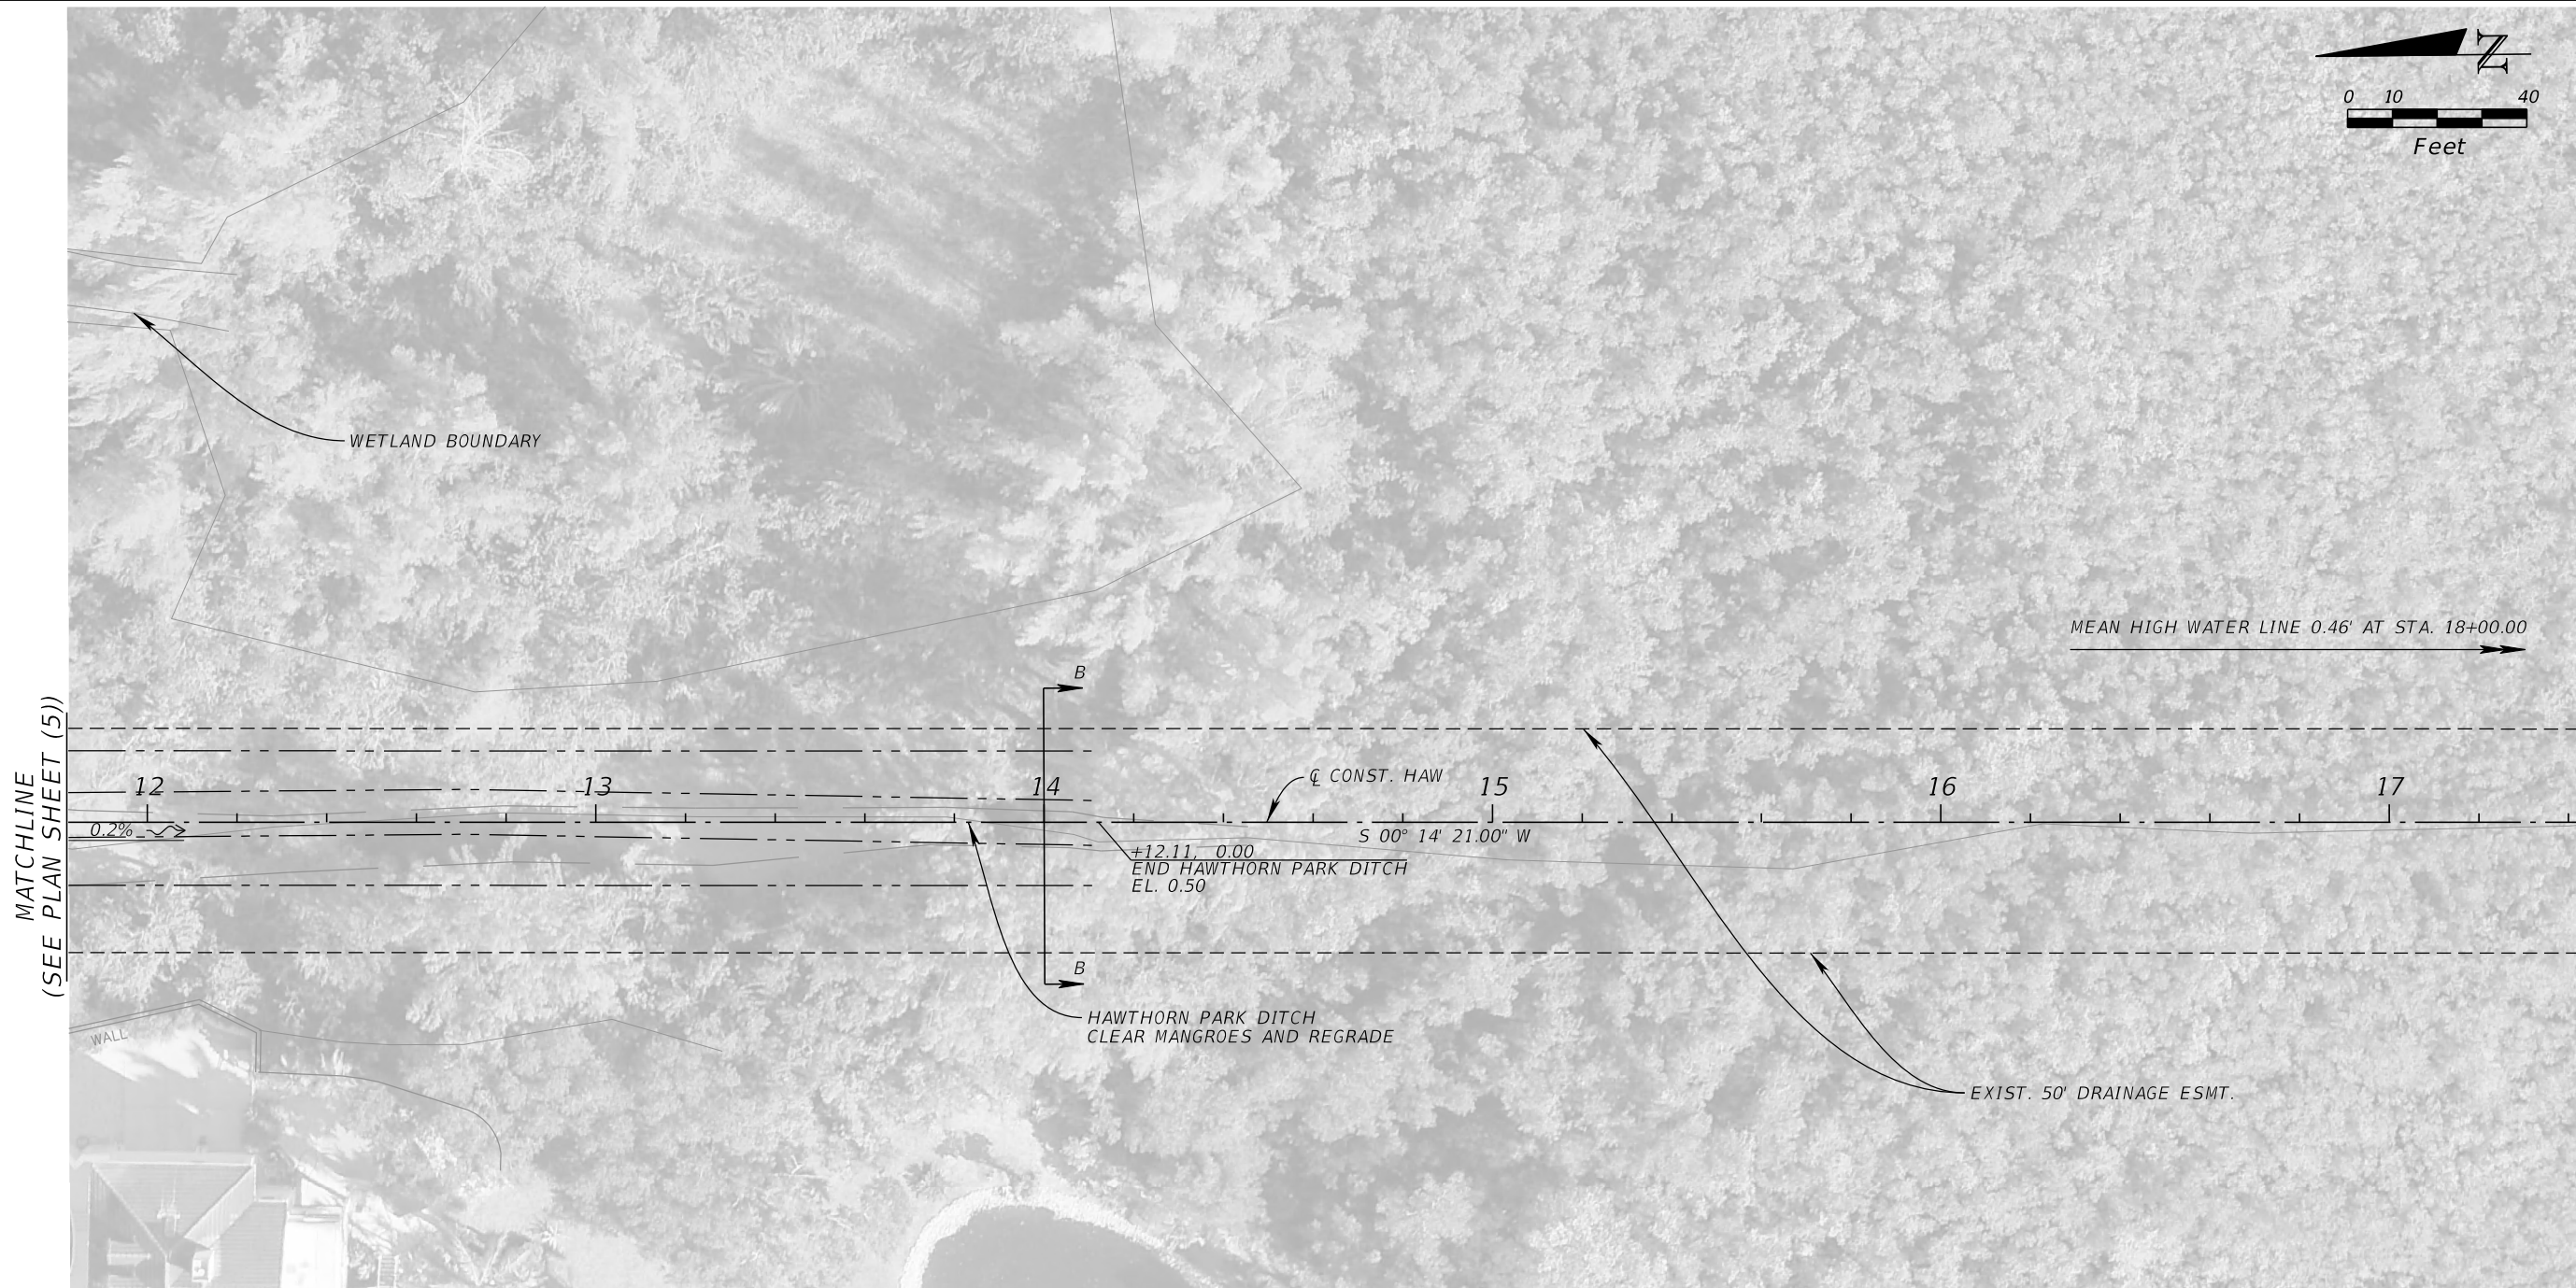 N
0 10 40
Feet
WETLAND BOUNDARY
MEAN HIGH WATER LINE 0.46' AT STA. 18+00.00
B
MATCHLINE
(SEE PLAN SHEET (5))
12 13 14 15 16 17
℄ CONST. HAW
0.2%
S 00° 14' 21.00" W
+12.11, 0.00
END HAWTHORN PARK DITCH
EL. 0.50
B
HAWTHORN PARK DITCH
CLEAR MANGROES AND REGRADE
WALL
EXIST. 50' DRAINAGE ESMT.